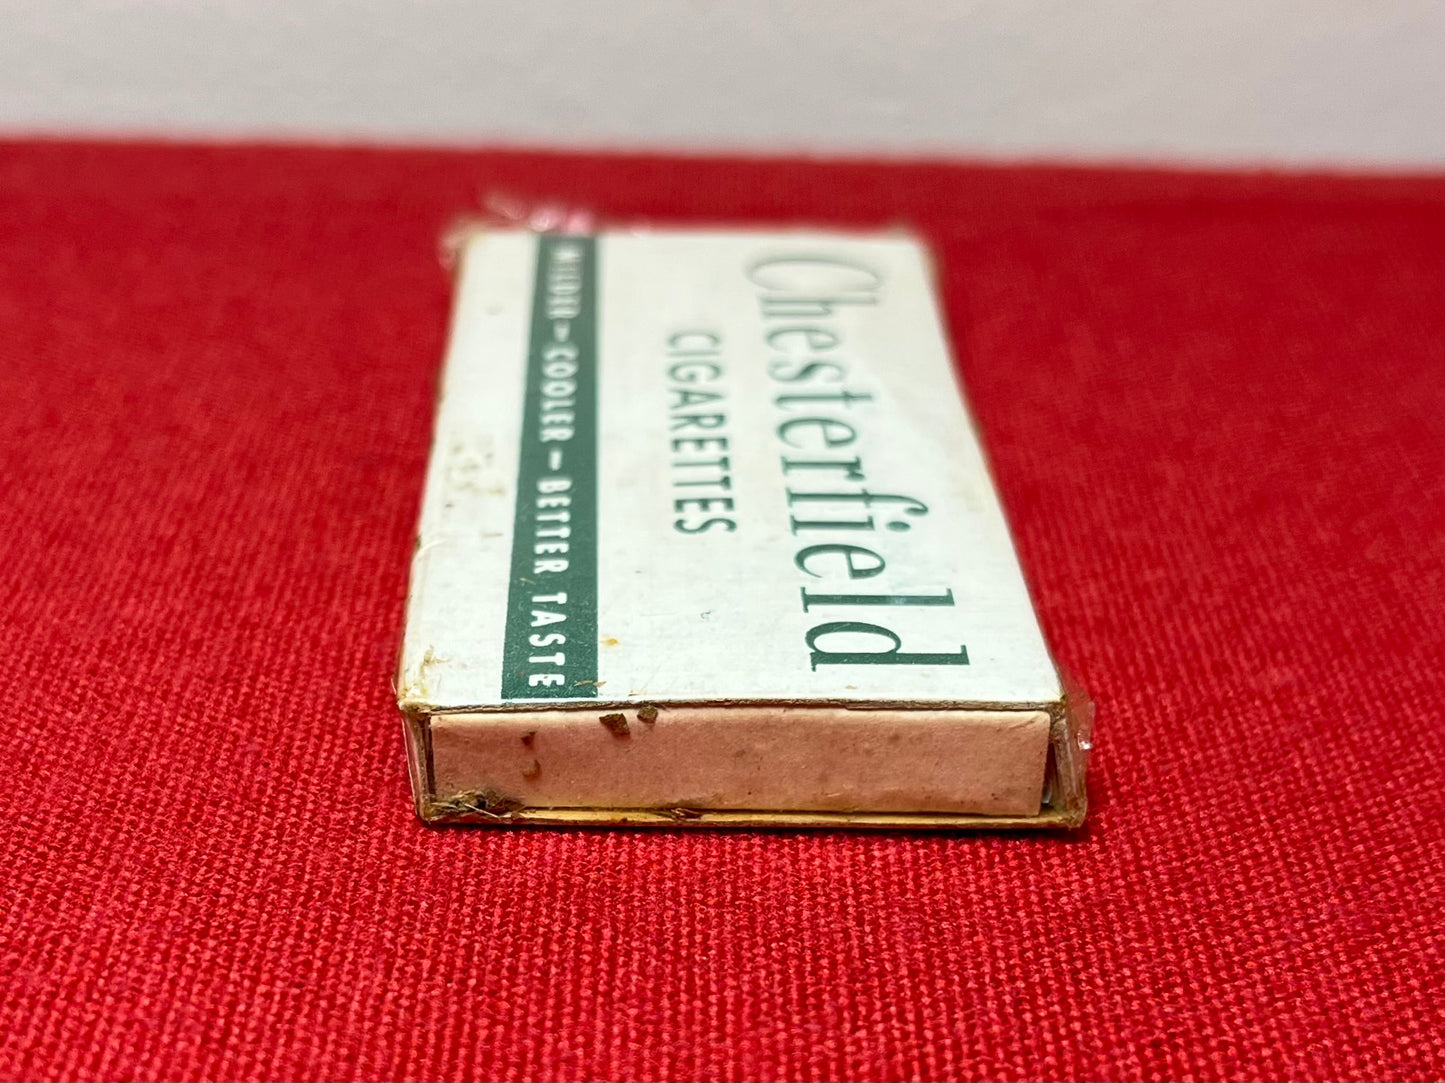 Chesterfield
CIGARETTES
MILDER – COOLER – BETTER TASTE